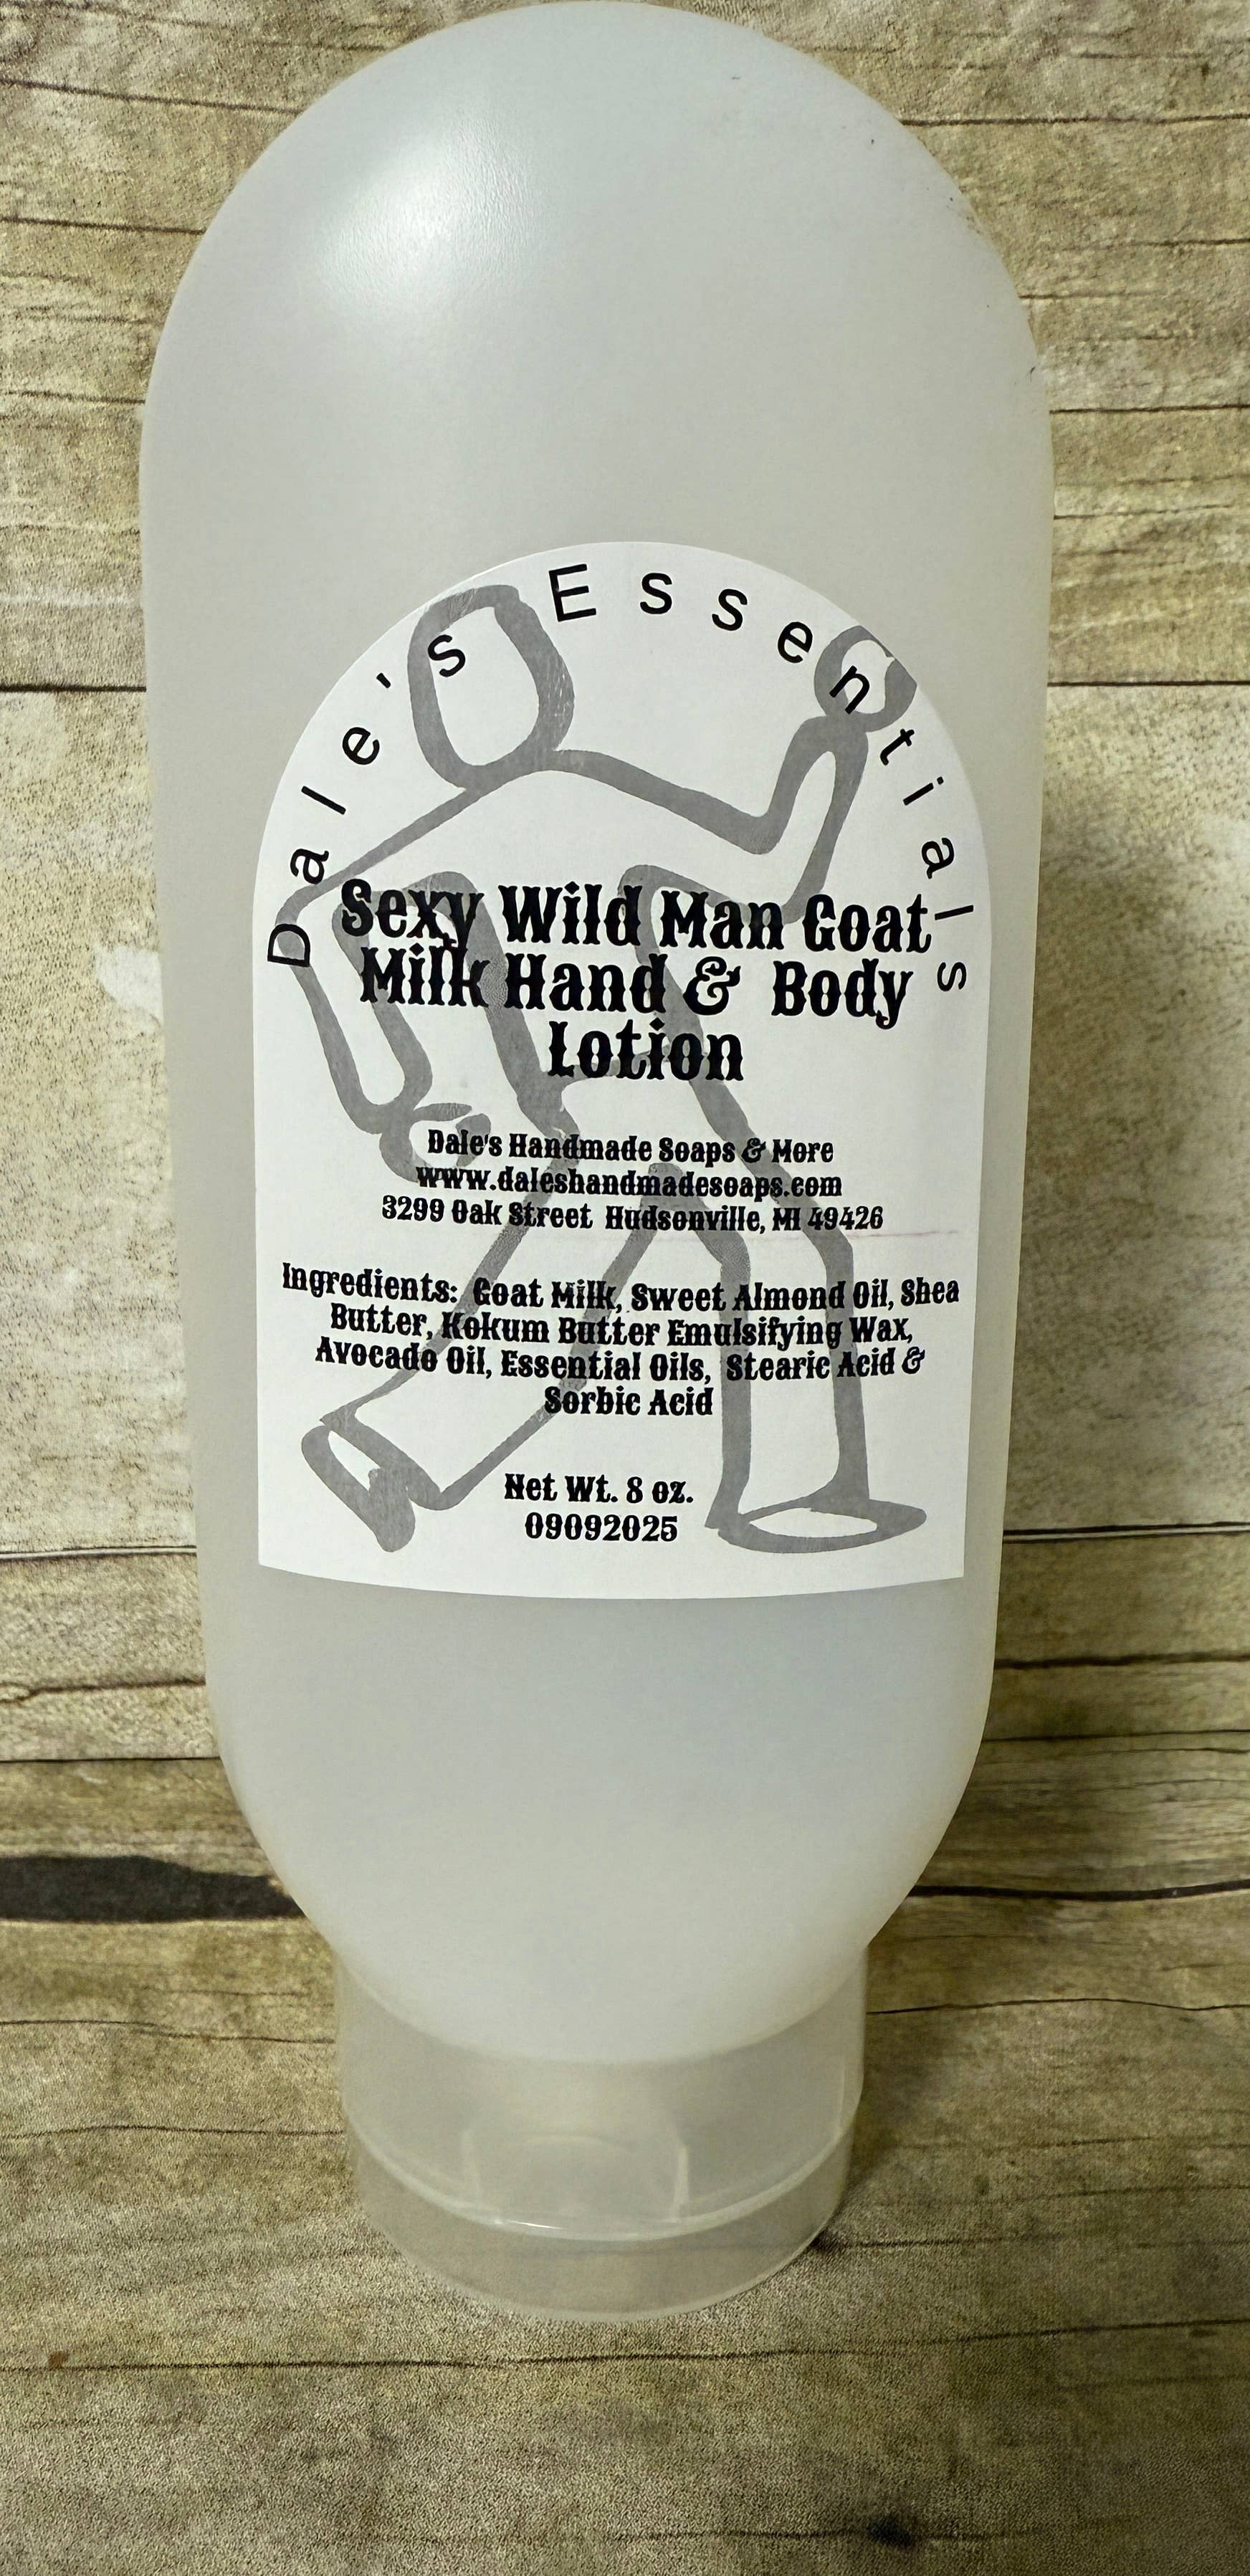 Dale's Essentials
Sexy Wild Man Goat
Milk Hand & Body
Lotion
Dale's Handmade Soaps & More
www.daleshandmadesoaps.com
3299 Oak Street Hudsonville, MI 49426
Ingredients: Goat Milk, Sweet Almond Oil, Shea
Butter, Kokum Butter Emulsifying Wax,
Avocado Oil, Essential Oils, Stearic Acid &
Sorbic Acid
Net Wt. 8 oz.
09092025